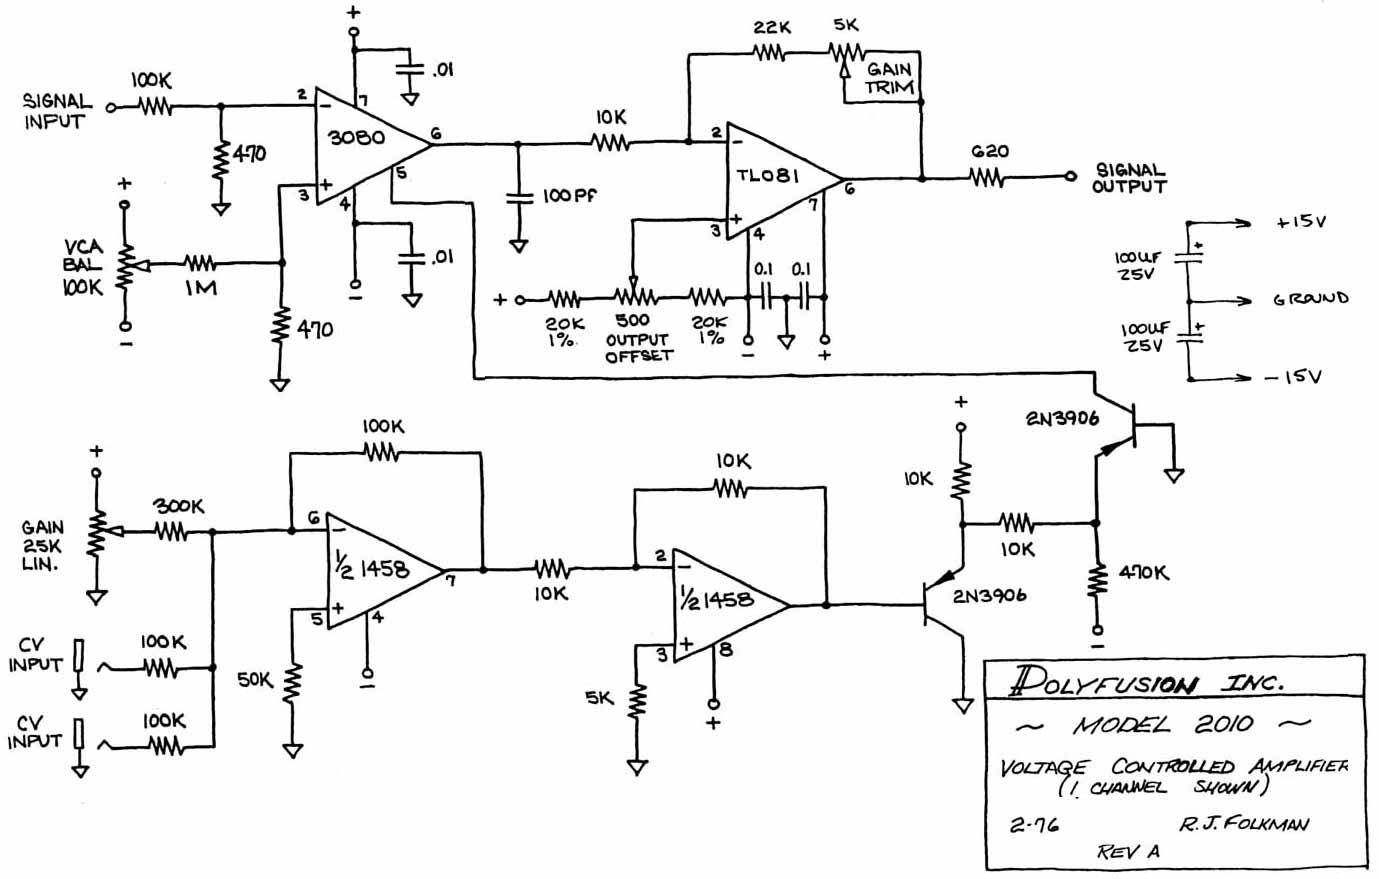 +
.01
22K
5K
GAIN
TRIM
SIGNAL
INPUT
100K
2
-
7
3080
6
10K
2
-
470
5
3
+
4
TL081
6
7
620
SIGNAL
OUTPUT
100PF
+
3
4
+
VCA
BAL
100K
-
1M
.01
-
470
+
20K
1%
500
OUTPUT
OFFSET
20K
1%
0.1
0.1
-
+
+
100UF
25V
+15V
GROUND
+
100UF
25V
-15V
2N3906
+
GAIN
25K
LIN.
300K
100K
6
-
1/2 1458
7
5
+
4
-
50K
10K
10K
2
-
1/2 1458
3
+
8
+
5K
+
10K
10K
2N3906
470K
-
CV
INPUT
100K
CV
INPUT
100K
POLYFUSION INC.
~ MODEL 2010 ~
VOLTAGE CONTROLLED AMPLIFIER
(1 CHANNEL SHOWN)
2-76 R.J. FOLKMAN
REV A